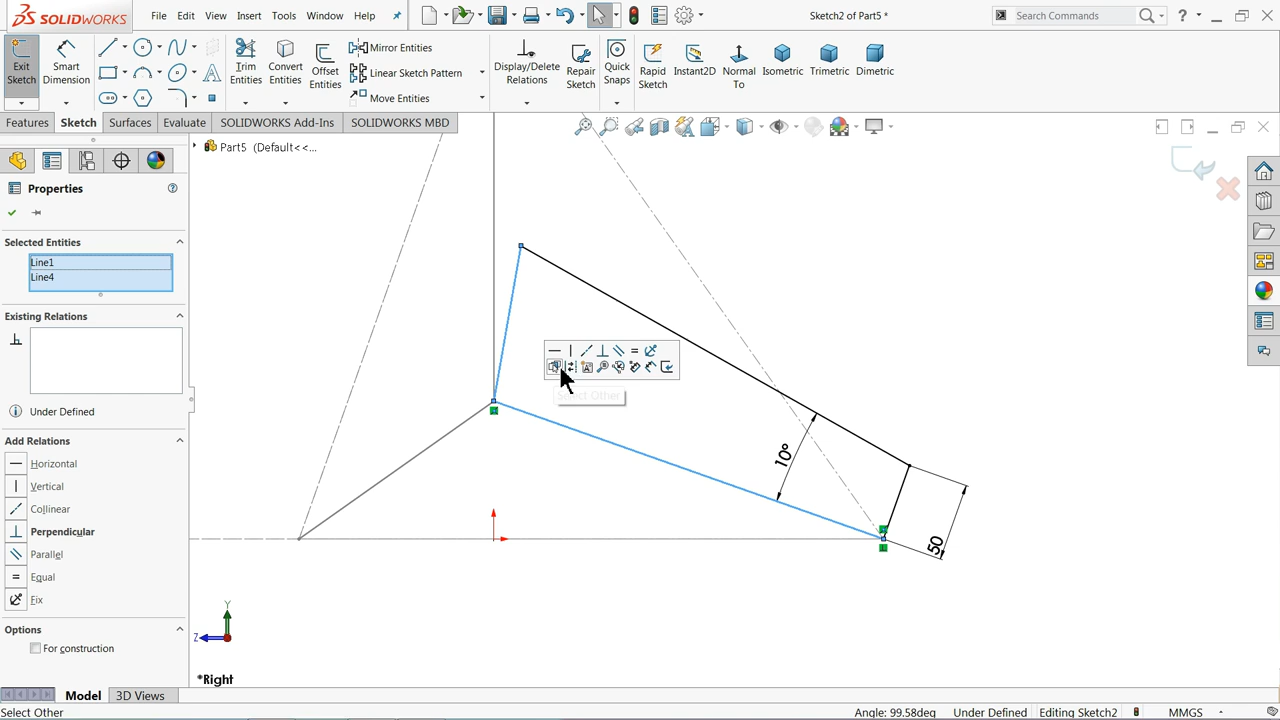 SOLIDWORKS
File Edit View Insert Tools Window Help
Sketch2 of Part5 *
Search Commands
Exit Sketch
Smart Dimension
Trim Entities
Convert Entities
Offset Entities
Mirror Entities
Linear Sketch Pattern
Move Entities
Display/Delete Relations
Repair Sketch
Quick Snaps
Rapid Sketch
Instant2D
Normal To
Isometric
Trimetric
Dimetric
Features Sketch Surfaces Evaluate SOLIDWORKS Add-Ins SOLIDWORKS MBD
Part5 (Default<<...
Properties
Selected Entities
Line1
Line4
Existing Relations
Under Defined
Add Relations
Horizontal
Vertical
Collinear
Perpendicular
Parallel
Equal
Fix
Options
For construction
Select Other
10°
50
Y
Z
*Right
Model 3D Views
Select Other
Angle: 99.58deg Under Defined Editing Sketch2 MMGS